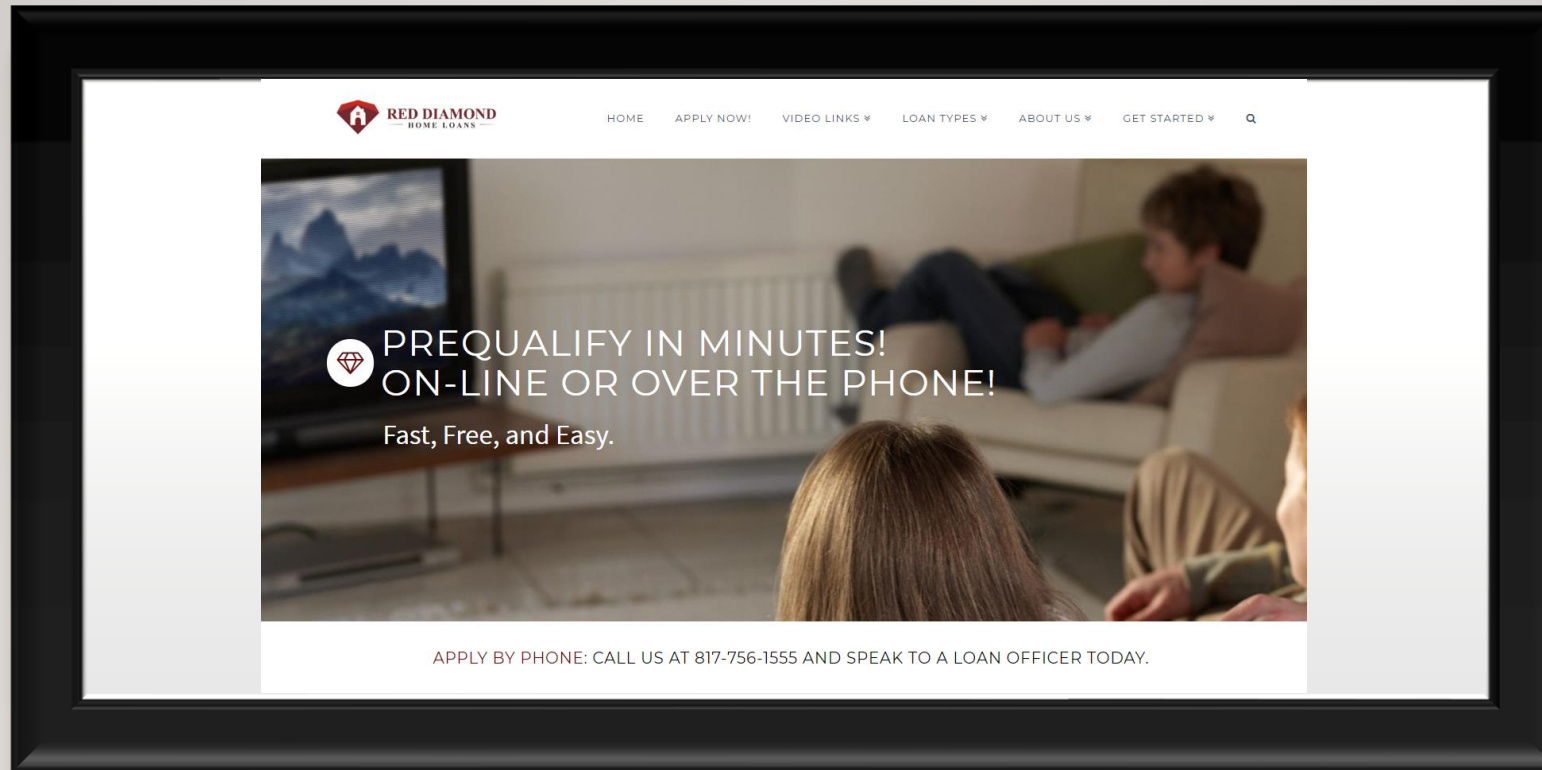 RED DIAMOND
HOME LOANS
HOME APPLY NOW! VIDEO LINKS LOAN TYPES ABOUT US GET STARTED
PREQUALIFY IN MINUTES!
ON-LINE OR OVER THE PHONE!
Fast, Free, and Easy.
APPLY BY PHONE: CALL US AT 817-756-1555 AND SPEAK TO A LOAN OFFICER TODAY.